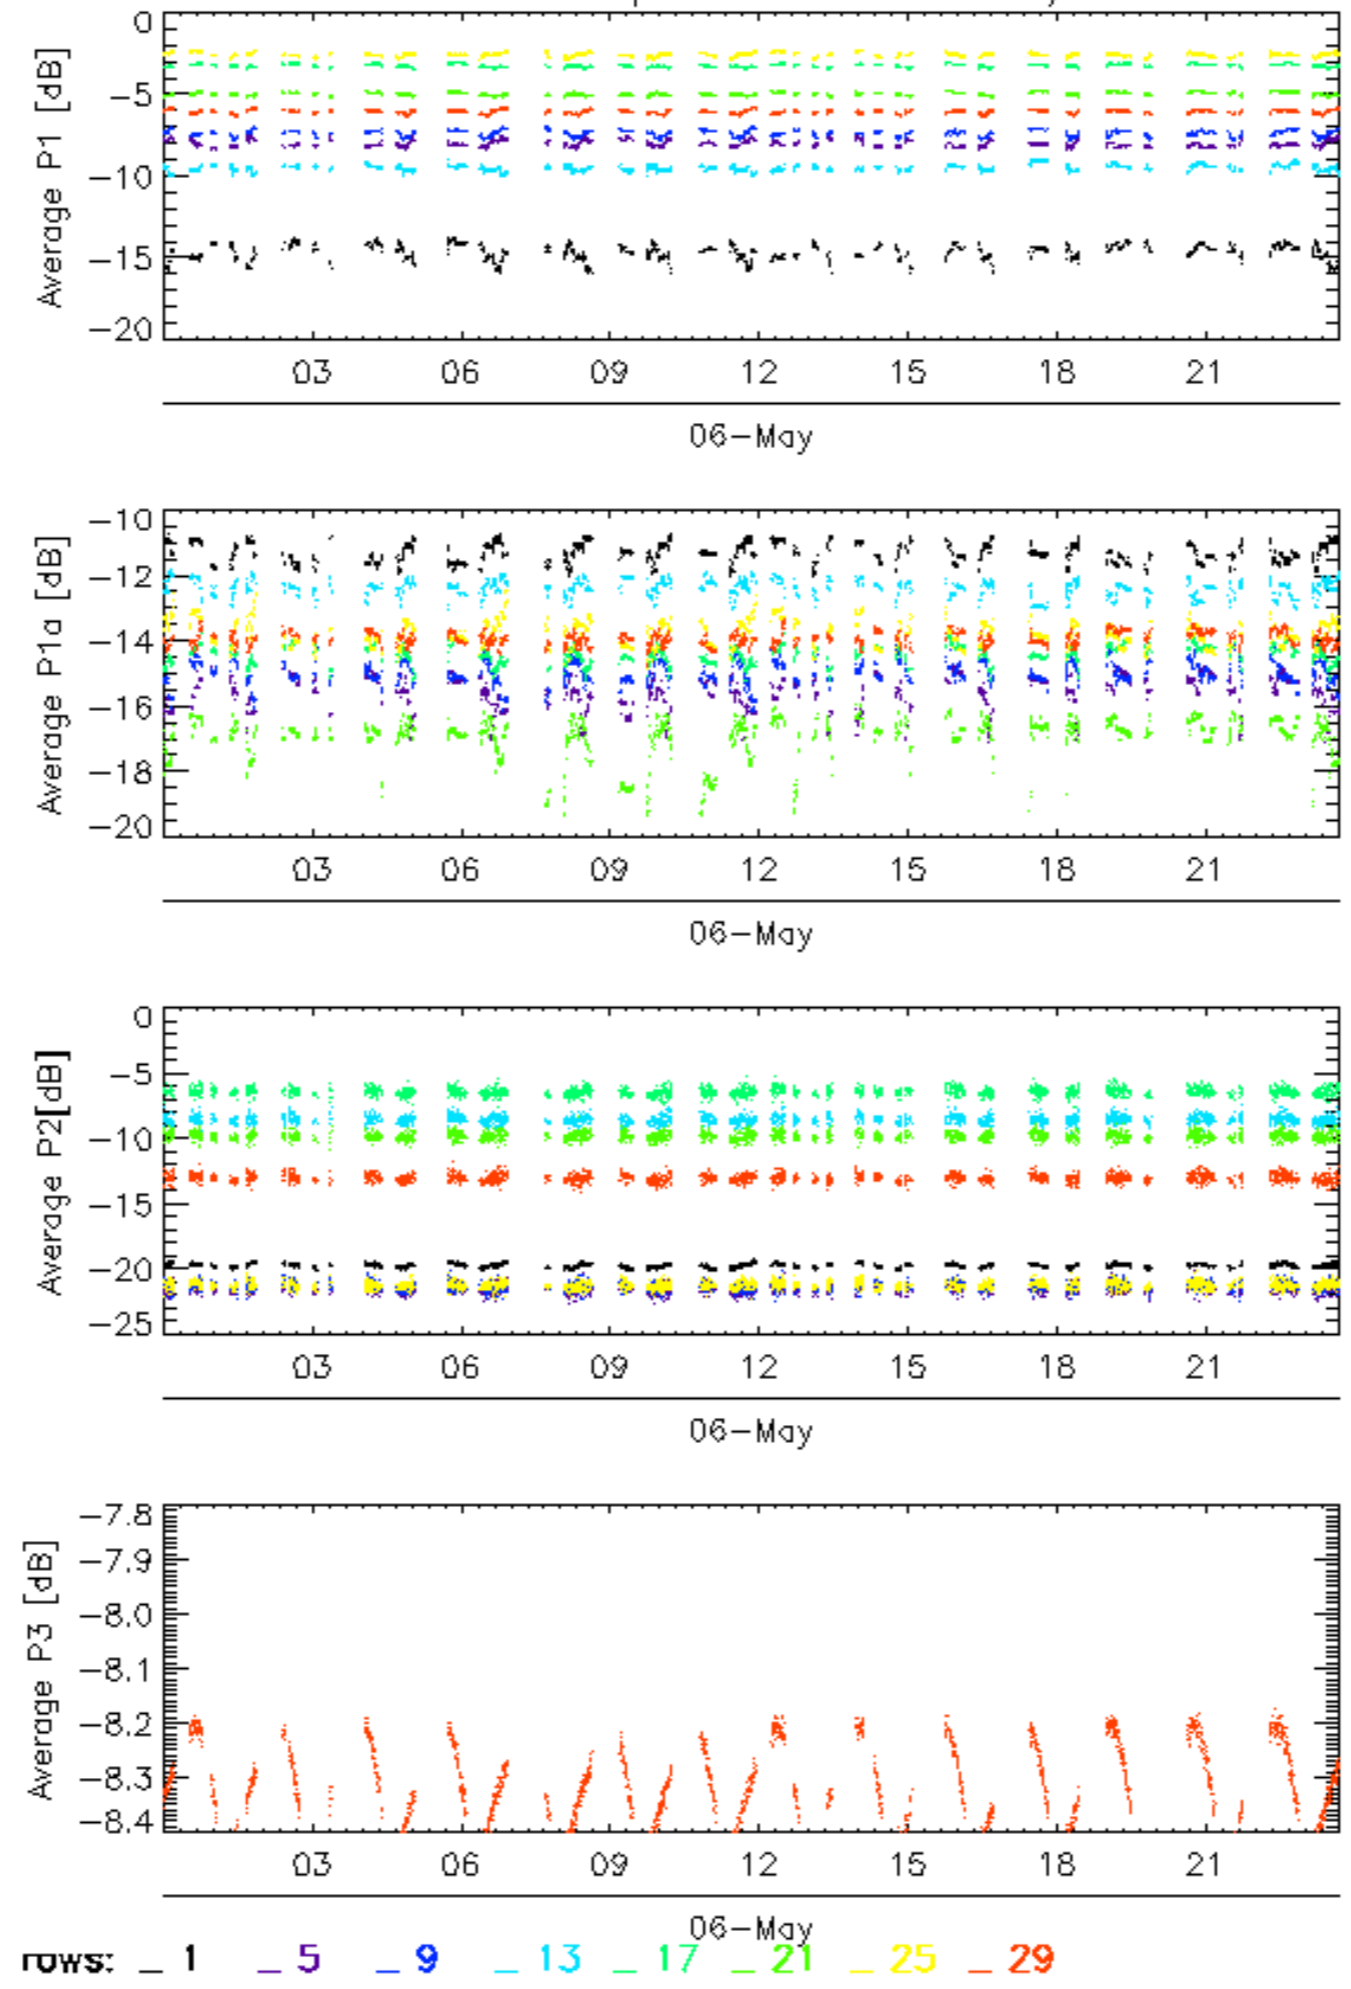 Average P1 [dB]
0
−5
−10
−15
−20
03 06 09 12 15 18 21
06−May
Average P1a [dB]
−10
−12
−14
−16
−18
−20
03 06 09 12 15 18 21
06−May
Average P2[dB]
0
−5
−10
−15
−20
−25
03 06 09 12 15 18 21
06−May
Average P3 [dB]
−7.8
−7.9
−8.0
−8.1
−8.2
−8.3
−8.4
03 06 09 12 15 18 21
06−May
rows: _ 1 _ 5 _ 9 _ 13 _ 17 _ 21 _ 25 _ 29